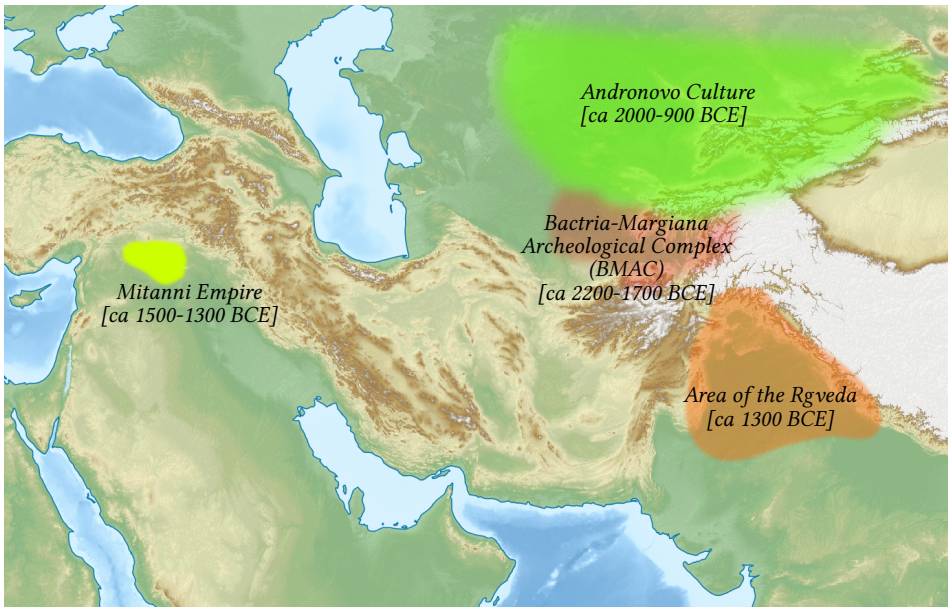 Andronovo Culture
[ca 2000-900 BCE]
Bactria-Margiana
Archeological Complex
(BMAC)
[ca 2200-1700 BCE]
Mitanni Empire
[ca 1500-1300 BCE]
Area of the Rgveda
[ca 1300 BCE]